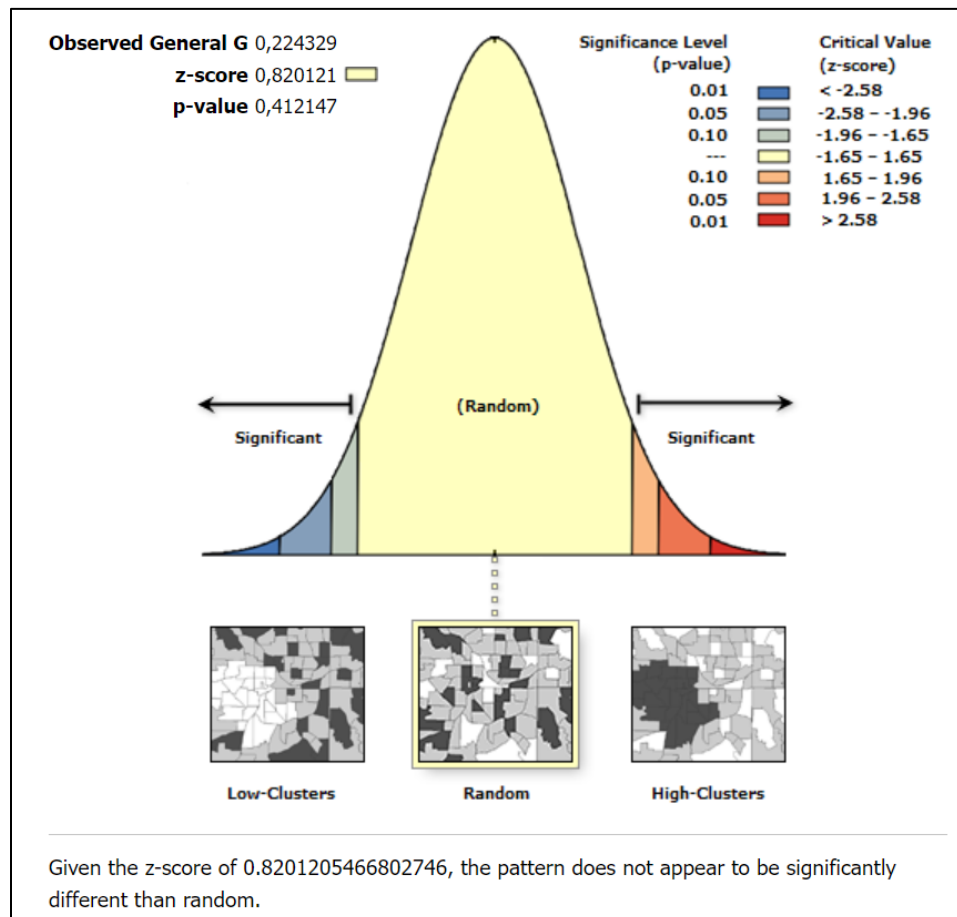 Observed General G 0,224329
z-score 0,820121
p-value 0,412147
Significance Level Critical Value
(p-value) (z-score)
0.01 < -2.58
0.05 -2.58 – -1.96
0.10 -1.96 – -1.65
--- -1.65 – 1.65
0.10 1.65 – 1.96
0.05 1.96 – 2.58
0.01 > 2.58
(Random)
Significant Significant
Low-Clusters Random High-Clusters
Given the z-score of 0.8201205466802746, the pattern does not appear to be significantly
different than random.